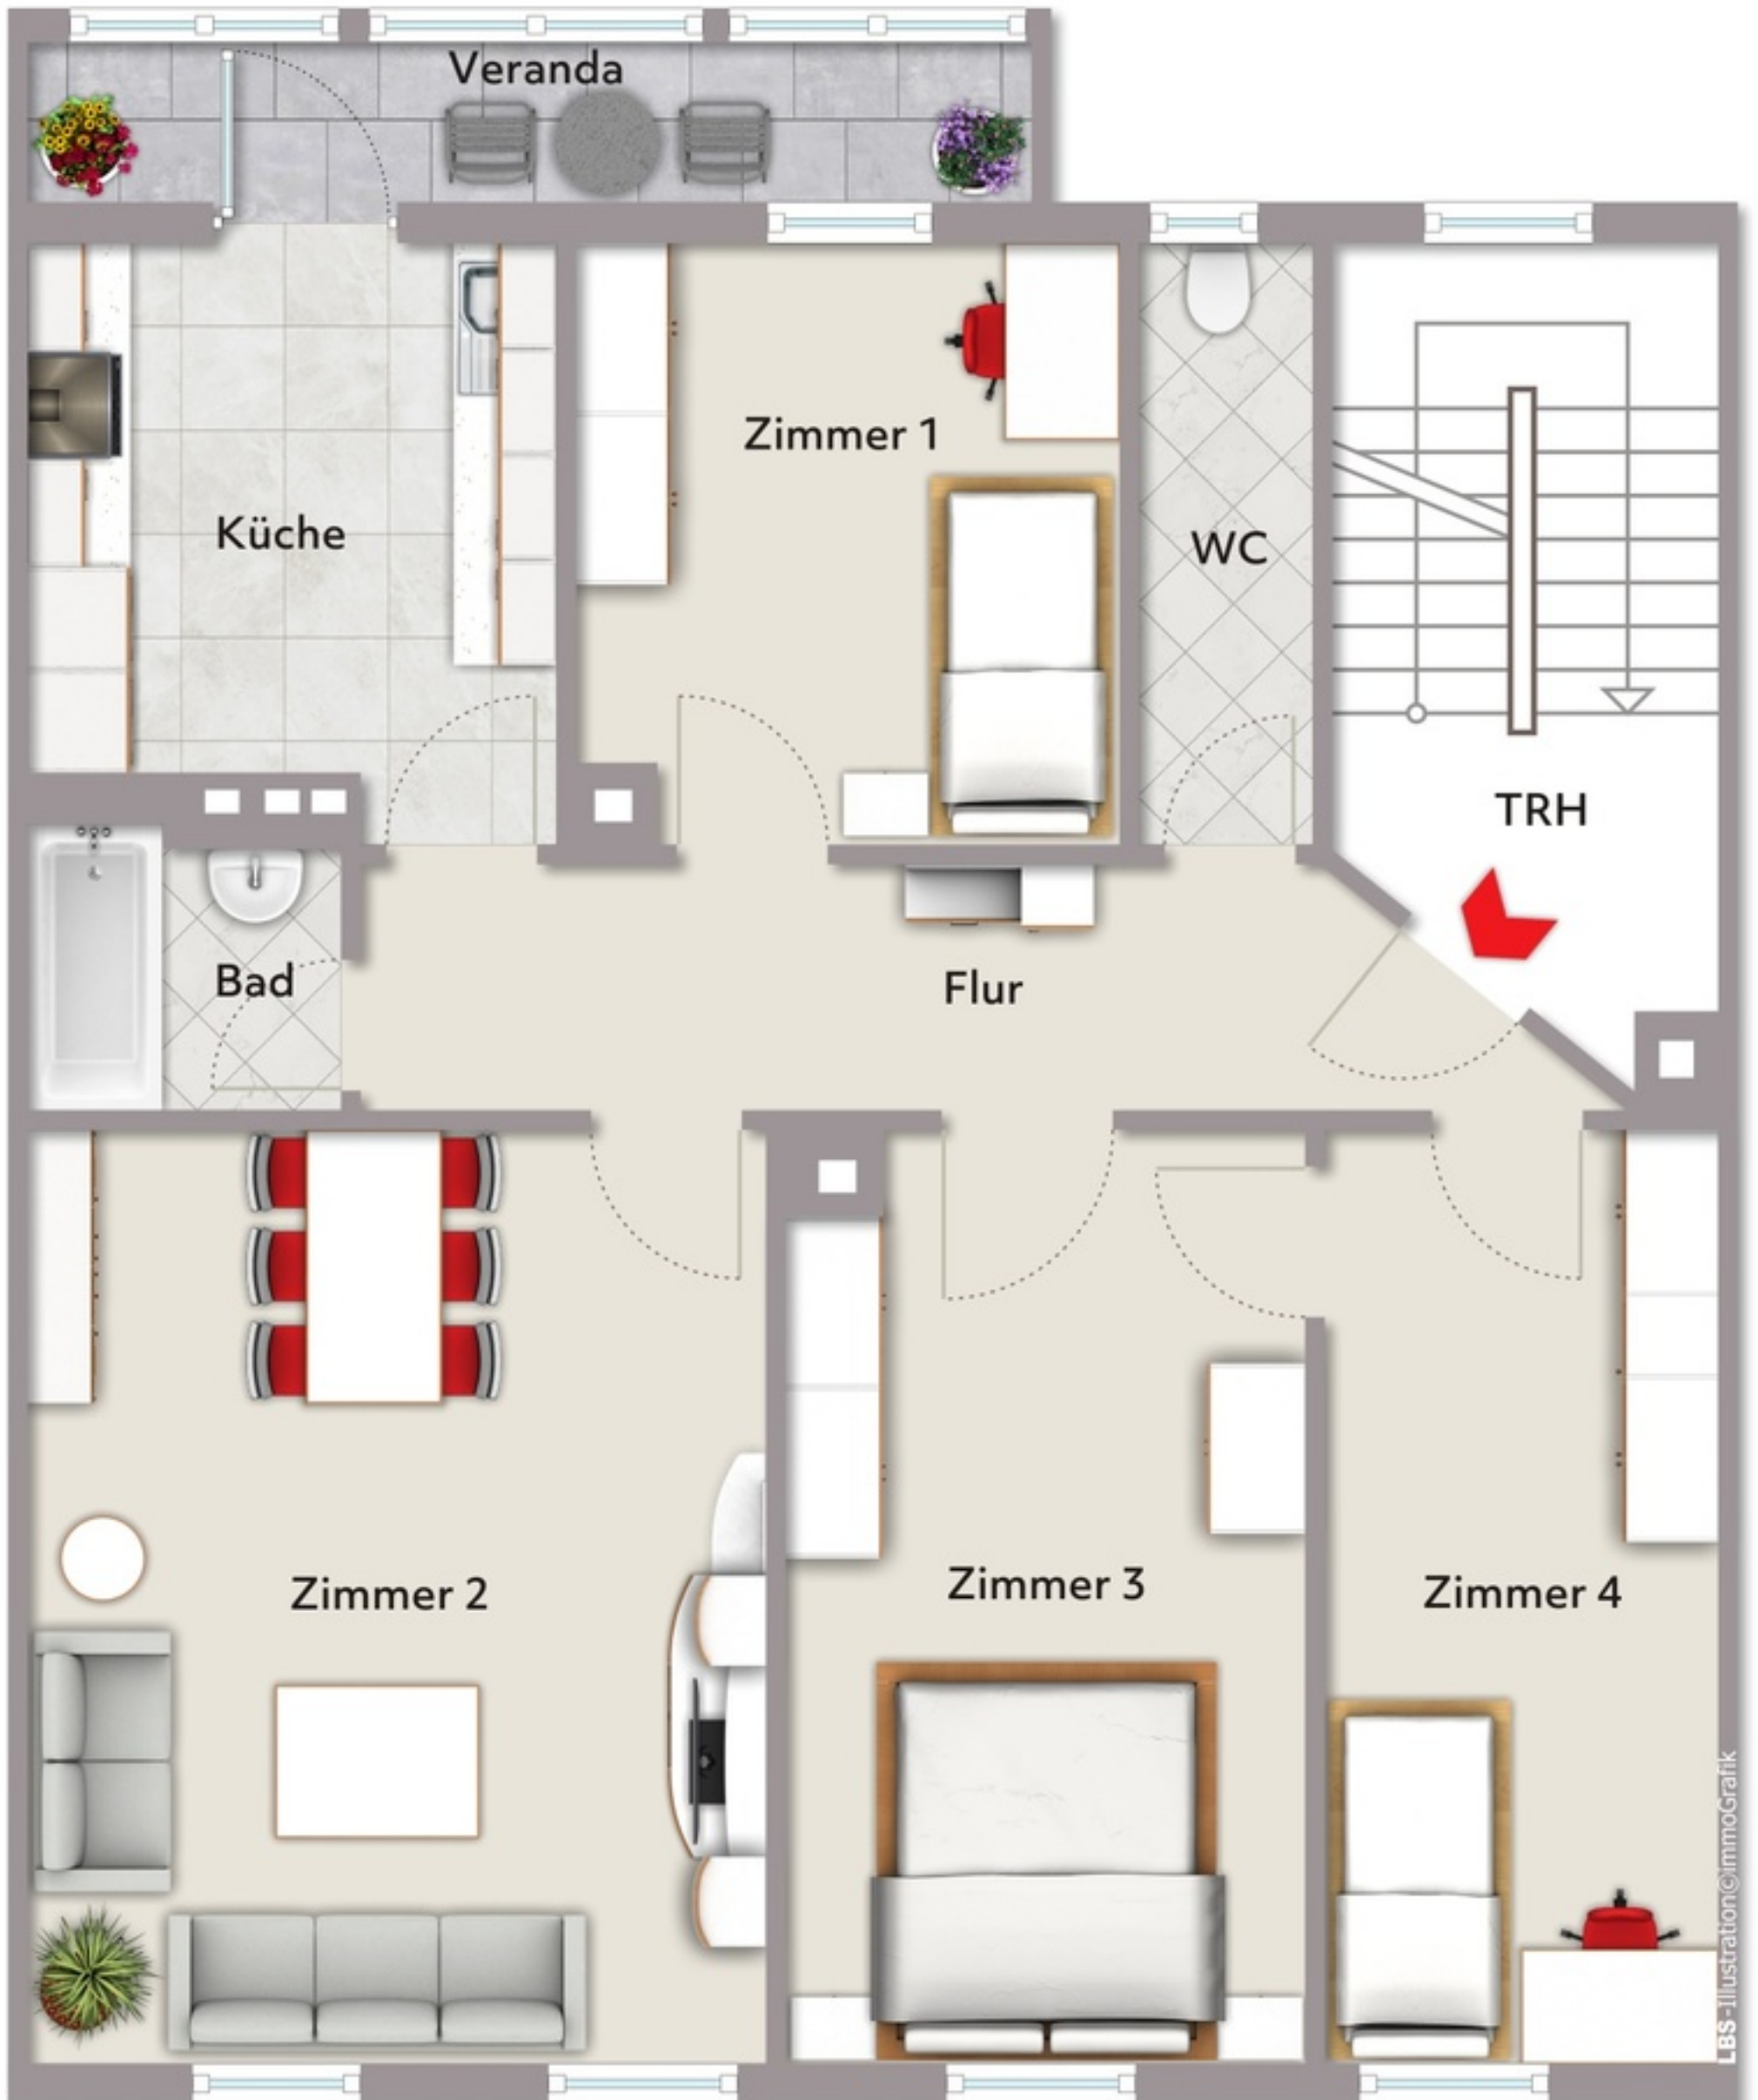 Veranda
Zimmer 1
Küche
WC
TRH
Bad
Flur
Zimmer 2
Zimmer 3
Zimmer 4
LBS-Illustration©immoGrafik